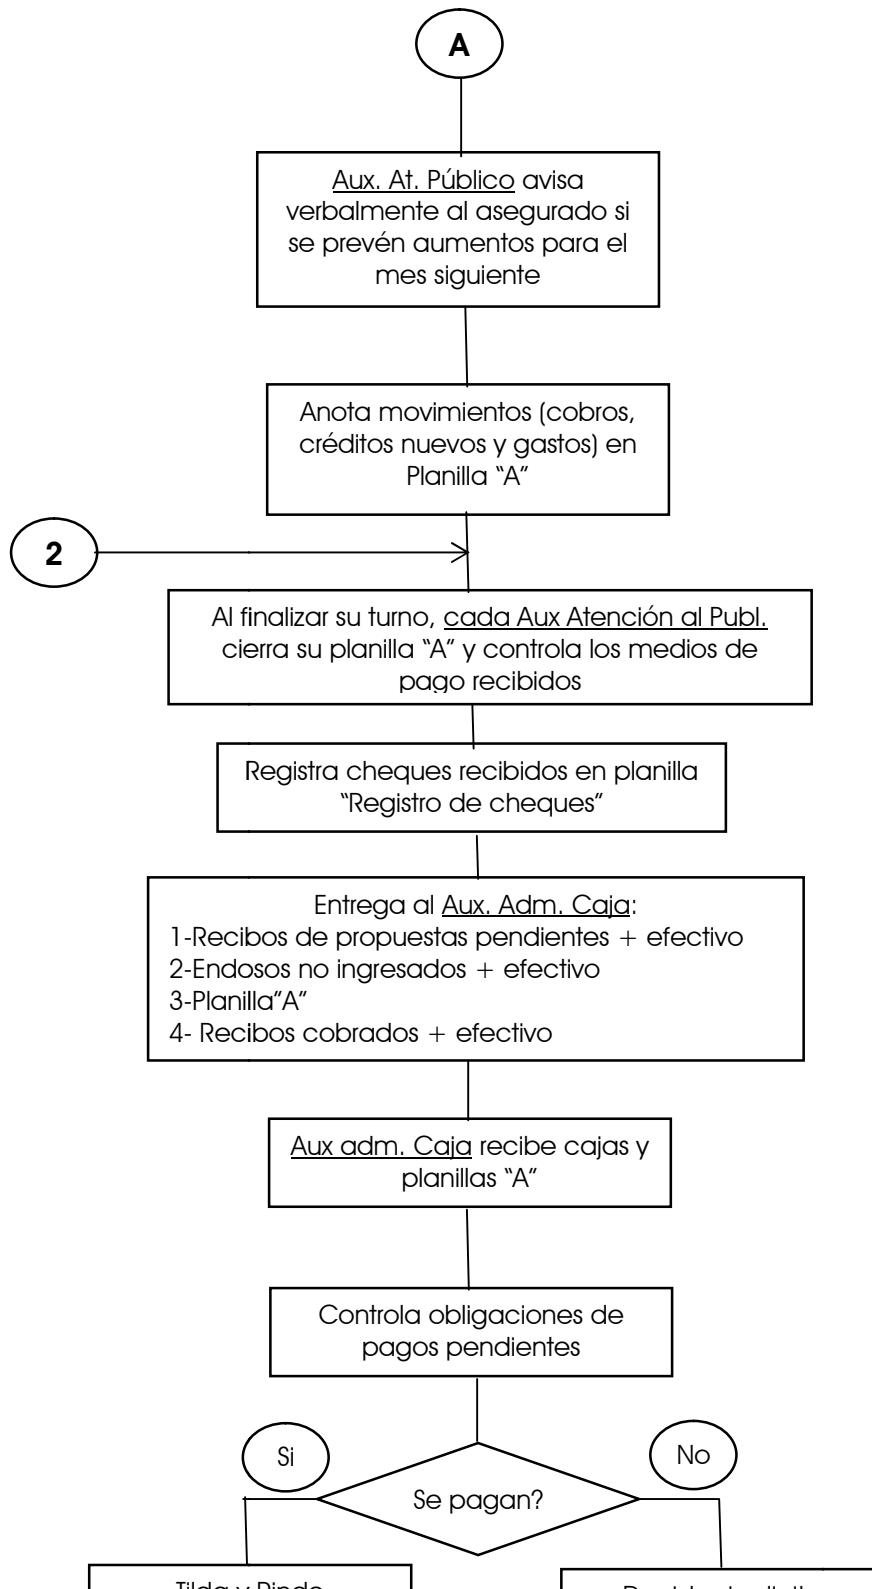 A
Aux. At. Público avisa
verbalmente al asegurado si
se prevén aumentos para el
mes siguiente
Anota movimientos (cobros,
créditos nuevos y gastos) en
Planilla “A”
2
Al finalizar su turno, cada Aux Atención al Publ.
cierra su planilla “A” y controla los medios de
pago recibidos
Registra cheques recibidos en planilla
“Registro de cheques”
Entrega al Aux. Adm. Caja:
1-Recibos de propuestas pendientes + efectivo
2-Endosos no ingresados + efectivo
3-Planilla”A”
4- Recibos cobrados + efectivo
Aux adm. Caja recibe cajas y
planillas “A”
Controla obligaciones de
pagos pendientes
Si
No
Se pagan?
Tilda y Rinde